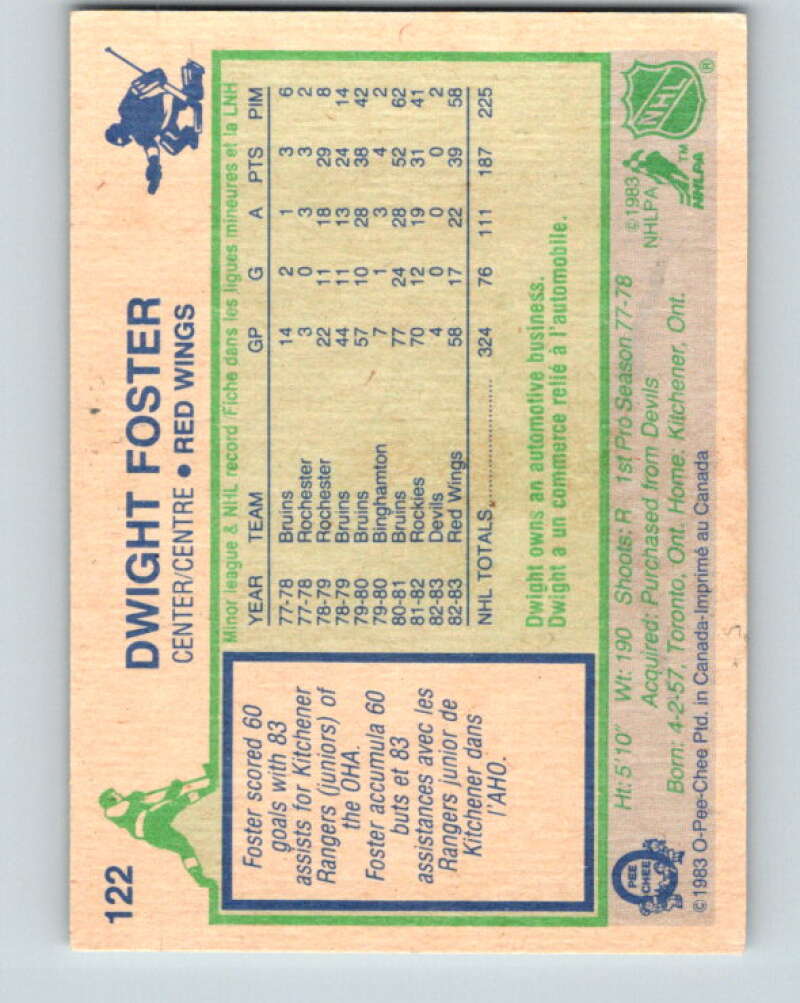 122
DWIGHT FOSTER
CENTER/CENTRE • RED WINGS
Foster scored 60
goals with 83
assists for Kitchener
Rangers (juniors) of
the OHA.
Foster accumula 60
buts et 83
assistances avec les
Rangers junior de
Kitchener dans
l'AHO.
Minor league & NHL record/Fiche dans les ligues mineures et la LNH
YEAR TEAM GP G A PTS PIM
77-78 Bruins 14 2 1 3 6
77-78 Rochester 3 0 3 3 2
78-79 Rochester 22 11 18 29 8
78-79 Bruins 44 11 13 24 14
79-80 Bruins 57 10 28 38 42
79-80 Binghamton 7 1 3 4 2
80-81 Bruins 77 24 28 52 62
81-82 Rockies 70 12 19 31 41
82-83 Devils 4 0 0 0 2
82-83 Red Wings 58 17 22 39 58
NHL TOTALS 324 76 111 187 225
Dwight owns an automotive business.
Dwight a un commerce relié à l'automobile.
Ht: 5'10" Wt: 190 Shoots: R 1st Pro Season: 77-78
Acquired: Purchased from Devils
Born: 4-2-57, Toronto, Ont. Home: Kitchener, Ont.
© 1983 O-Pee-Chee Ptd. in Canada-Imprimé au Canada
O
PEE
CHEE
© 1983
NHLPA
NHLPA
TM
NHL
®